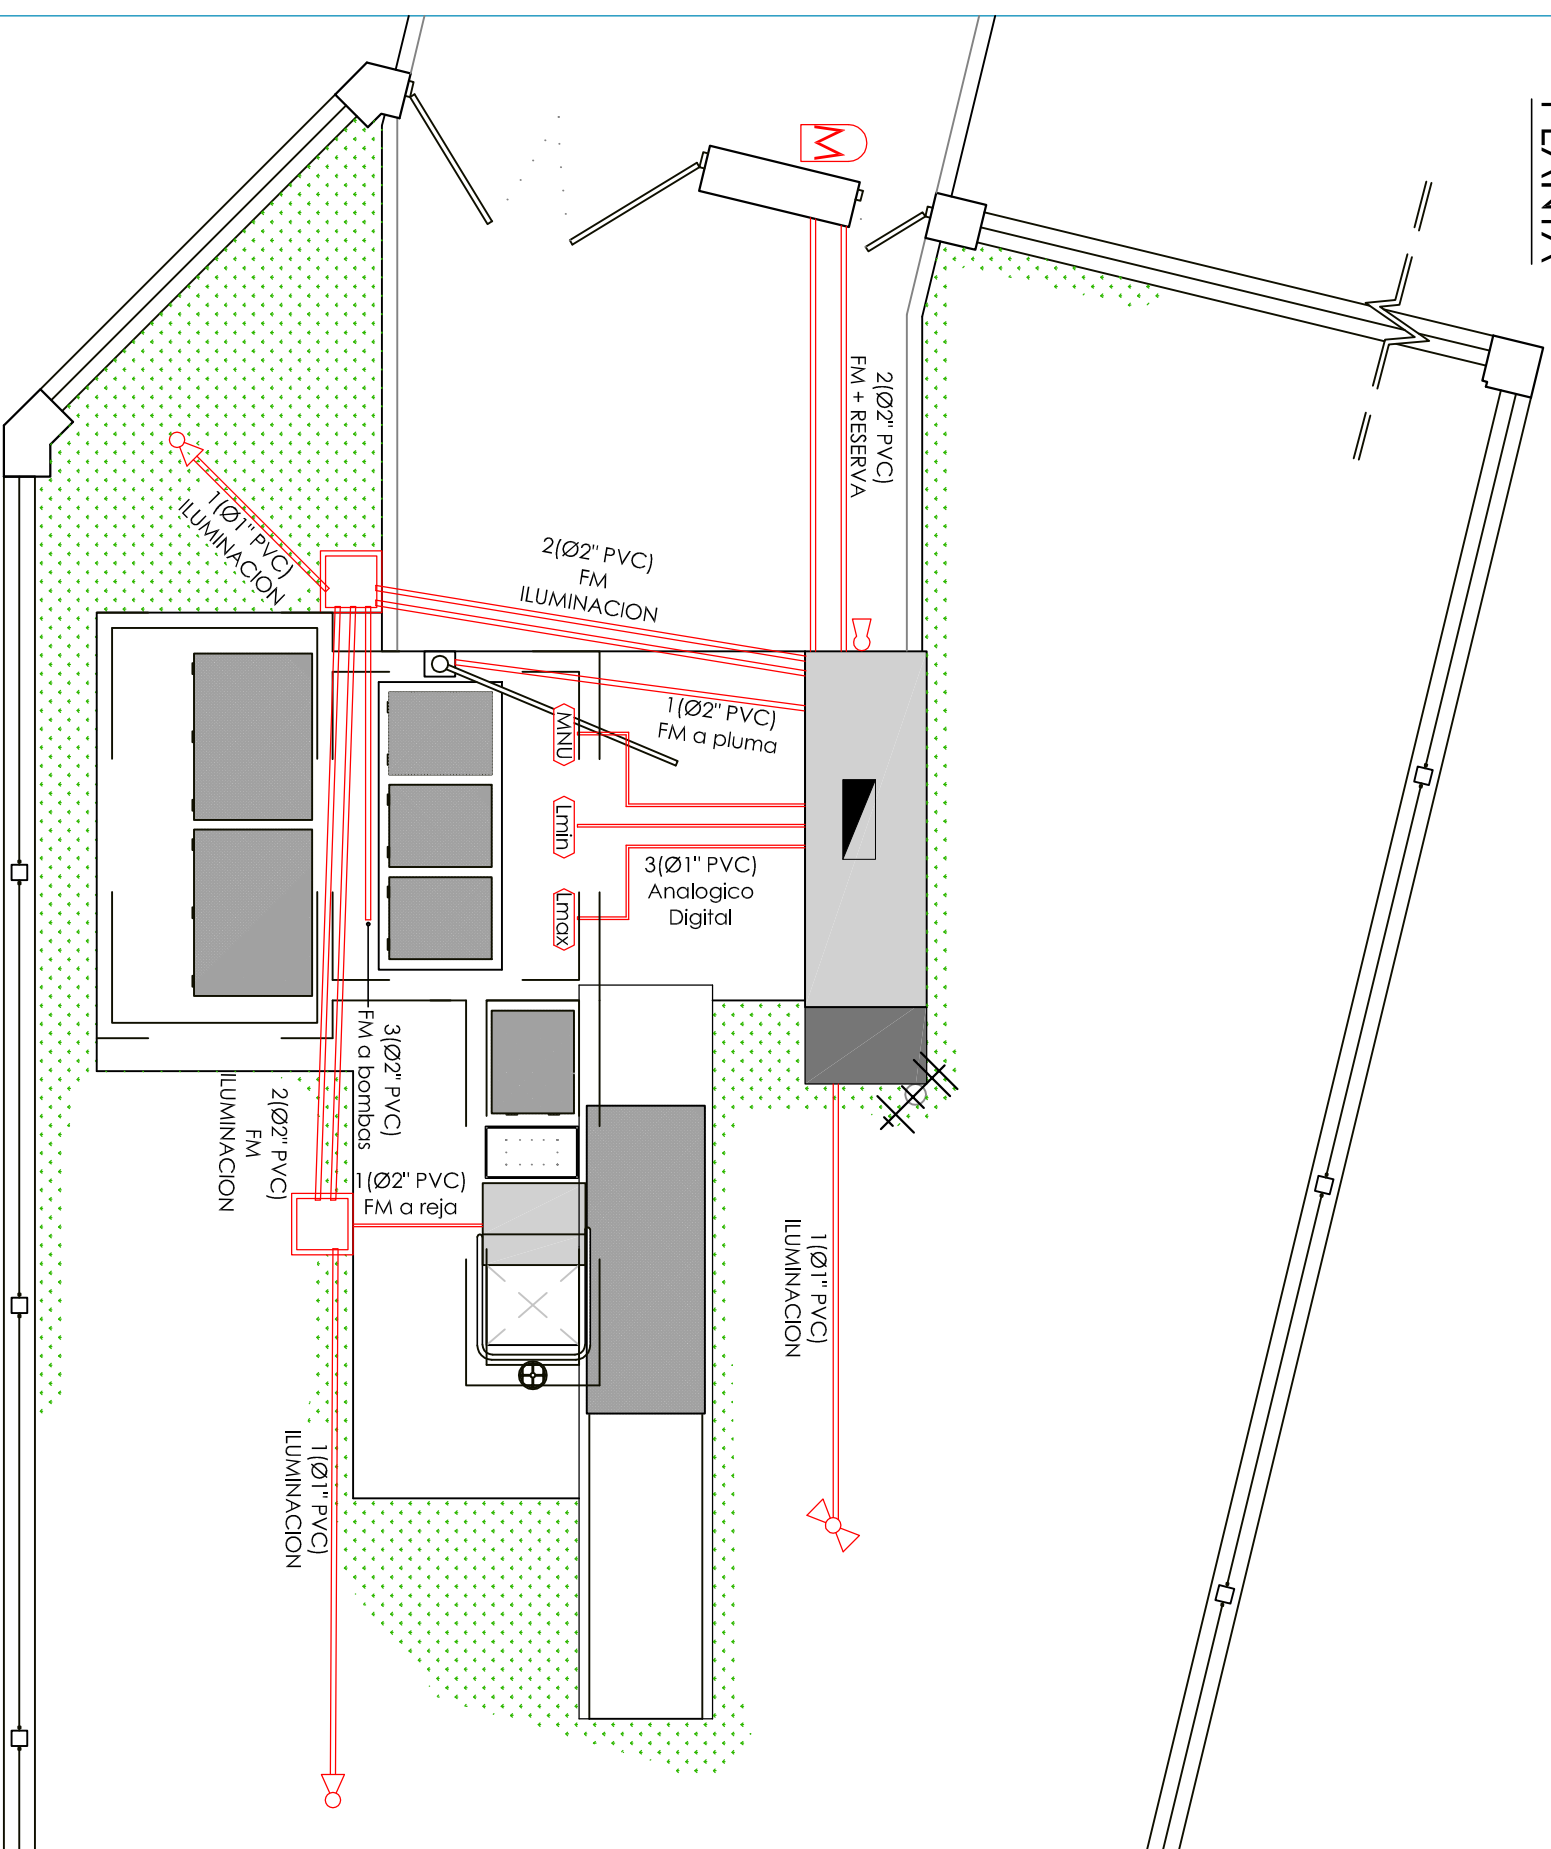 PLANTA
M
2(Ø2" PVC)
FM + RESERVA
1(Ø1" PVC)
ILUMINACION
2(Ø2" PVC)
FM
ILUMINACION
1(Ø2" PVC)
FM a pluma
MNU
Lmin
Lmax
3(Ø1" PVC)
Analogico
Digital
3(Ø2" PVC)
FM a bombas
2(Ø2" PVC)
FM
ILUMINACION
1(Ø2" PVC)
FM a reja
1(Ø1" PVC)
ILUMINACION
1(Ø1" PVC)
ILUMINACION